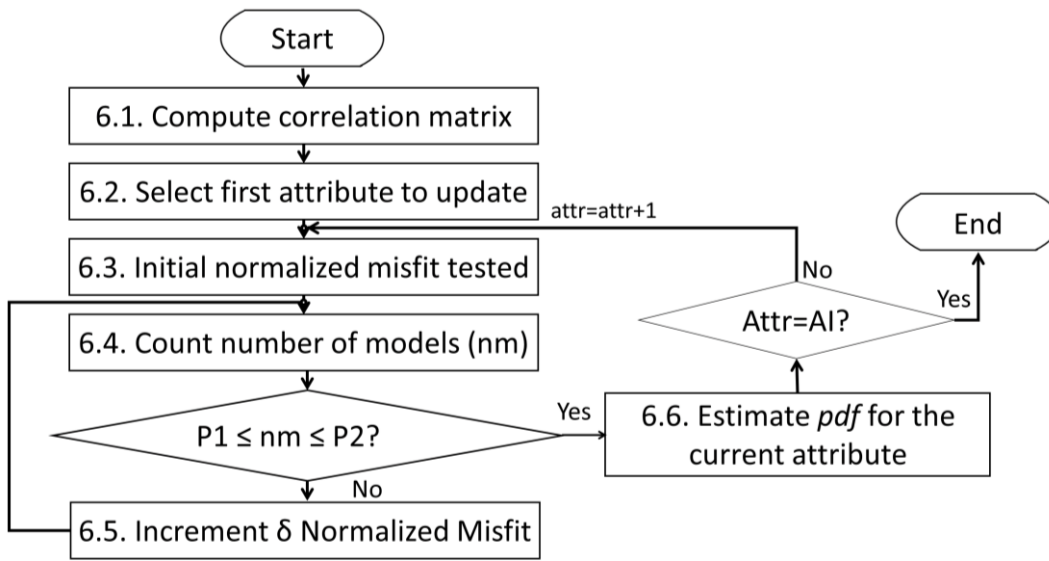 Start
6.1. Compute correlation matrix
6.2. Select first attribute to update
attr=attr+1
End
6.3. Initial normalized misfit tested
No
Yes
Attr=AI?
6.4. Count number of models (nm)
P1 ≤ nm ≤ P2?
Yes
6.6. Estimate pdf for the
current attribute
No
6.5. Increment δ Normalized Misfit